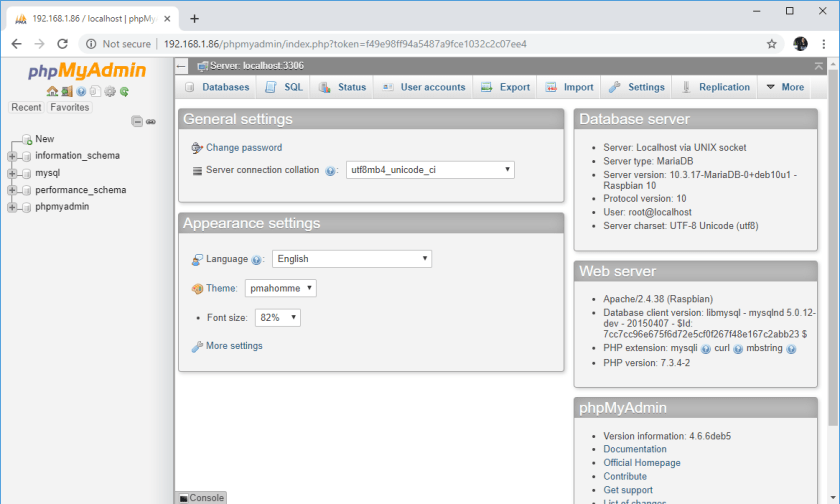 192.168.1.86 / localhost | phpMy
Not secure | 192.168.1.86/phpmyadmin/index.php?token=f49e98ff94a5487a9fce1032c2c07ee4
phpMyAdmin
Recent Favorites
New
information_schema
mysql
performance_schema
phpmyadmin
Server: localhost:3306
Databases SQL Status User accounts Export Import Settings Replication More
General settings
Change password
Server connection collation : utf8mb4_unicode_ci
Appearance settings
Language : English
Theme: pmahomme
• Font size: 82%
More settings
Database server
• Server: Localhost via UNIX socket
• Server type: MariaDB
• Server version: 10.3.17-MariaDB-0+deb10u1 -
Raspbian 10
• Protocol version: 10
• User: root@localhost
• Server charset: UTF-8 Unicode (utf8)
Web server
• Apache/2.4.38 (Raspbian)
• Database client version: libmysql - mysqlnd 5.0.12-
dev - 20150407 - $Id:
7cc7cc96e675f6d72e5cf0f267f48e167c2abb23 $
• PHP extension: mysqli curl mbstring
• PHP version: 7.3.4-2
phpMyAdmin
• Version information: 4.6.6deb5
• Documentation
• Official Homepage
• Contribute
• Get support
• List of changes
Console